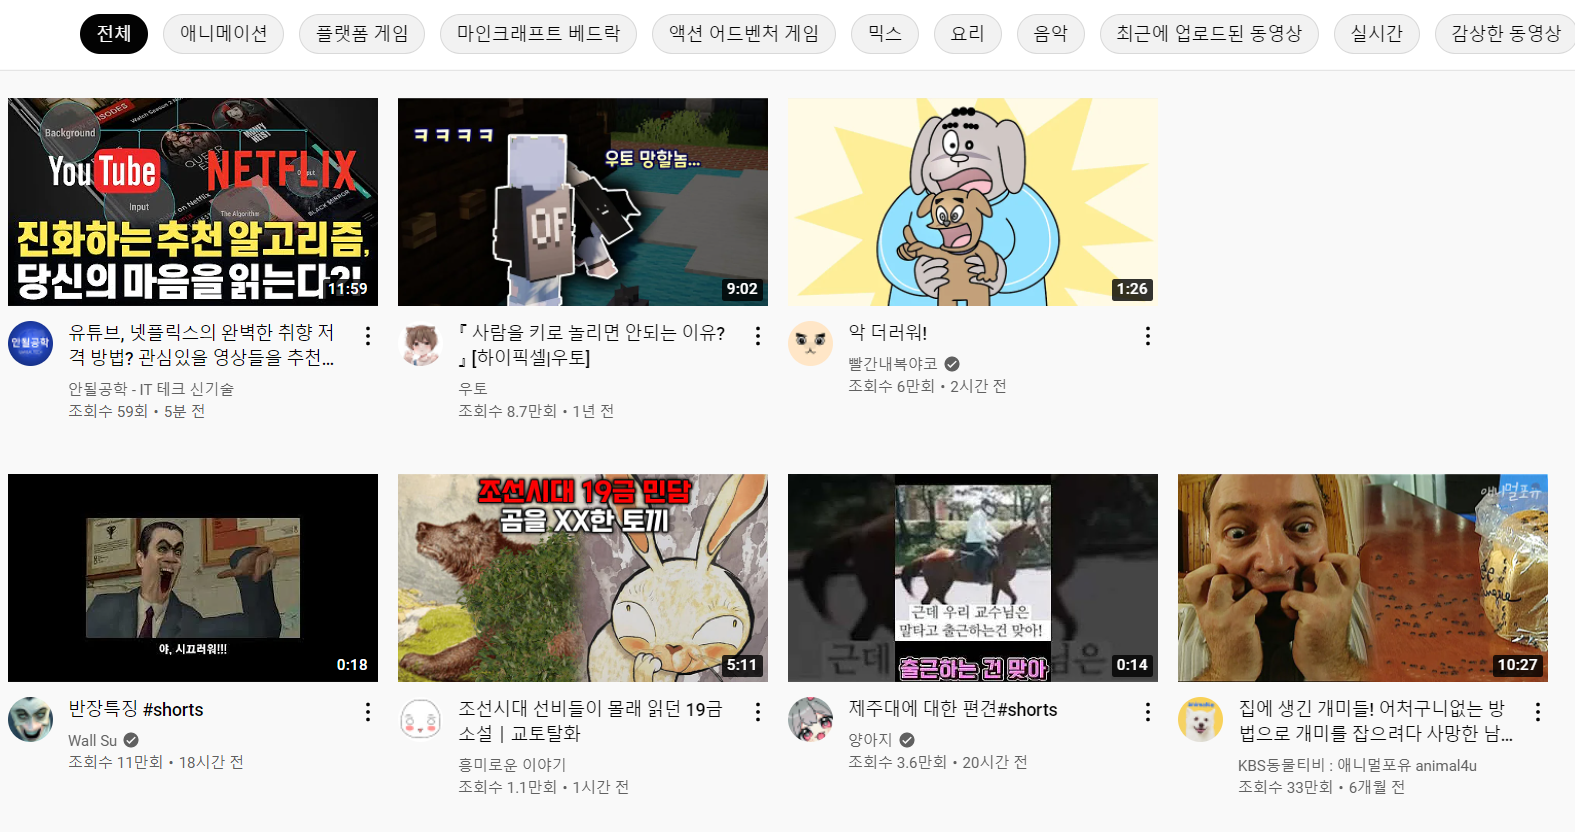 전체 애니메이션 플랫폼 게임 마인크래프트 베드락 액션 어드벤처 게임 믹스 요리 음악 최근에 업로드된 동영상 실시간 감상한 동영상
EPISODES
Watch Season 2
Background
MONEY HEIST
QUEER
YouTube NETFLIX
Input
The Algorithm
BLACK MIRROR
진화하는 추천 알고리즘,
당신의 마음을 읽는다?!
11:59
ㅋㅋㅋㅋ
우토 망할놈...
OF
9:02
1:26
안될공학
유튜브, 넷플릭스의 완벽한 취향 저
격 방법? 관심있을 영상들을 추천...
안될공학 - IT 테크 신기술
조회수 59회 • 5분 전
『 사람을 키로 놀리면 안되는 이유?
』 [하이픽셀|우토]
우토
조회수 8.7만회 • 1년 전
악 더러워!
빨간내복야코
조회수 6만회 • 2시간 전
야, 시끄러워!!!
0:18
조선시대 19금 민담
곰을 XX한 토끼
5:11
근데 우리 교수님은
말타고 출근하는건 맞아!
근데 님은
출근하는 건 맞아
0:14
애니멀포유
10:27
반장특징 #shorts
Wall Su
조회수 11만회 • 18시간 전
조선시대 선비들이 몰래 읽던 19금
소설 | 교토탈화
흥미로운 이야기
조회수 1.1만회 • 1시간 전
제주대에 대한 편견#shorts
양아지
조회수 3.6만회 • 20시간 전
animal4u
집에 생긴 개미들! 어처구니없는 방
법으로 개미를 잡으려다 사망한 남...
KBS동물티비 : 애니멀포유 animal4u
조회수 33만회 • 6개월 전